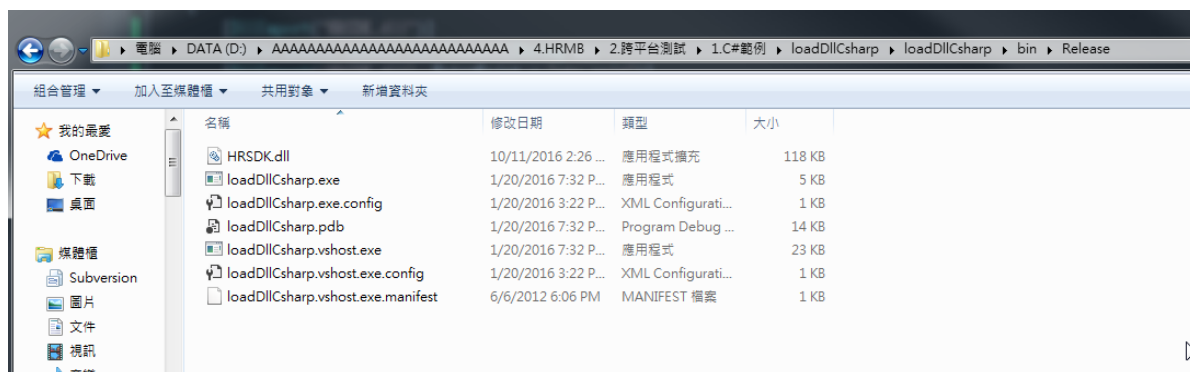 電腦 ▸ DATA (D:) ▸ AAAAAAAAAAAAAAAAAAAAAAAAAAA ▸ 4.HRMB ▸ 2.跨平台測試 ▸ 1.C#範例 ▸ loadDllCsharp ▸ loadDllCsharp ▸ bin ▸ Release
組合管理 加入至媒體櫃 共用對象 新增資料夾
我的最愛
OneDrive
下載
桌面
媒體櫃
Subversion
圖片
文件
視訊
名稱 修改日期 類型 大小
HRSDK.dll 10/11/2016 2:26 ... 應用程式擴充 118 KB
loadDllCsharp.exe 1/20/2016 7:32 P... 應用程式 5 KB
loadDllCsharp.exe.config 1/20/2016 3:22 P... XML Configurati... 1 KB
loadDllCsharp.pdb 1/20/2016 7:32 P... Program Debug ... 14 KB
loadDllCsharp.vshost.exe 1/20/2016 7:32 P... 應用程式 23 KB
loadDllCsharp.vshost.exe.config 1/20/2016 3:22 P... XML Configurati... 1 KB
loadDllCsharp.vshost.exe.manifest 6/6/2012 6:06 PM MANIFEST 檔案 1 KB